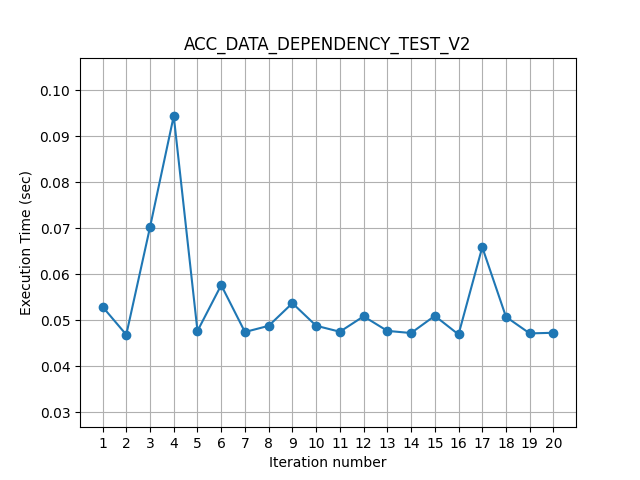 ACC_DATA_DEPENDENCY_TEST_V2
0.10
0.09
0.08
0.07
0.06
0.05
0.04
0.03
Execution Time (sec)
1 2 3 4 5 6 7 8 9 10 11 12 13 14 15 16 17 18 19 20
Iteration number